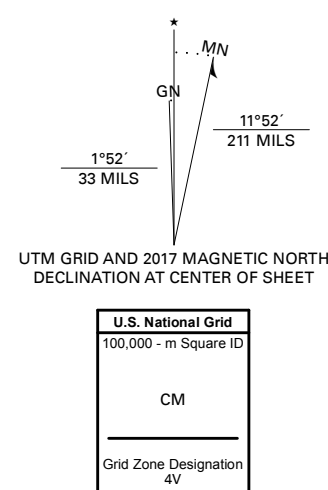 ★
MN
GN
11°52´
211 MILS
1°52´
33 MILS
UTM GRID AND 2017 MAGNETIC NORTH
DECLINATION AT CENTER OF SHEET
U.S. National Grid
100,000 - m Square ID
CM
Grid Zone Designation
4V